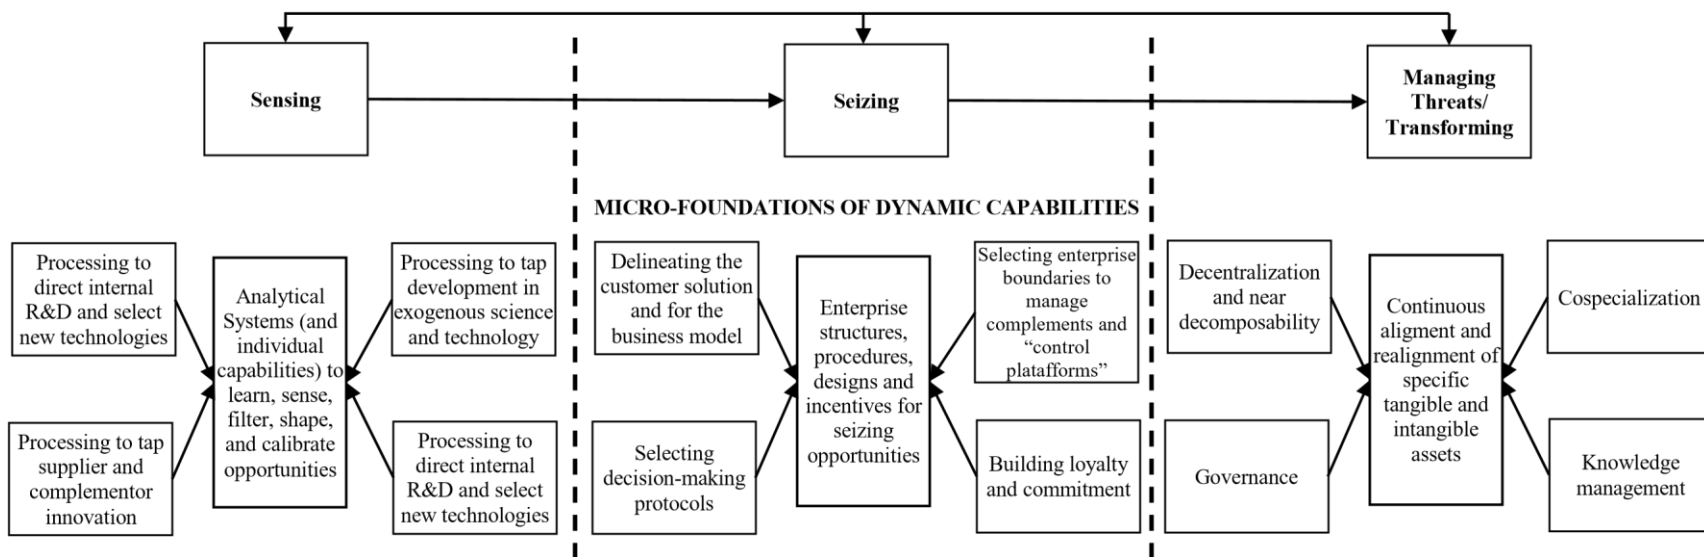 Sensing
Seizing
Managing
Threats/
Transforming
MICRO-FOUNDATIONS OF DYNAMIC CAPABILITIES
Processing to
direct internal
R&D and select
new technologies
Analytical
Systems (and
individual
capabilities) to
learn, sense,
filter, shape,
and calibrate
opportunities
Processing to tap
development in
exogenous science
and technology
Processing to tap
supplier and
complementor
innovation
Processing to
direct internal
R&D and select
new technologies
Delineating the
customer solution
and for the
business model
Enterprise
structures,
procedures,
designs and
incentives for
seizing
opportunities
Selecting enterprise
boundaries to
manage
complements and
“control
platafforms”
Selecting
decision-making
protocols
Building loyalty
and commitment
Decentralization
and near
decomposability
Continuous
aligment and
realignment of
specific
tangible and
intangible
assets
Cospecialization
Governance
Knowledge
management